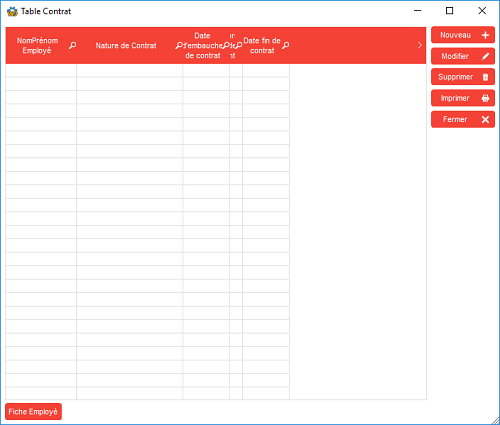 Table Contrat
NomPrénom
Employé
Nature de Contrat
Date
d'embauche
de contrat
Date fin de
contrat
Nouveau
Modifier
Supprimer
Imprimer
Fermer
Fiche Employé